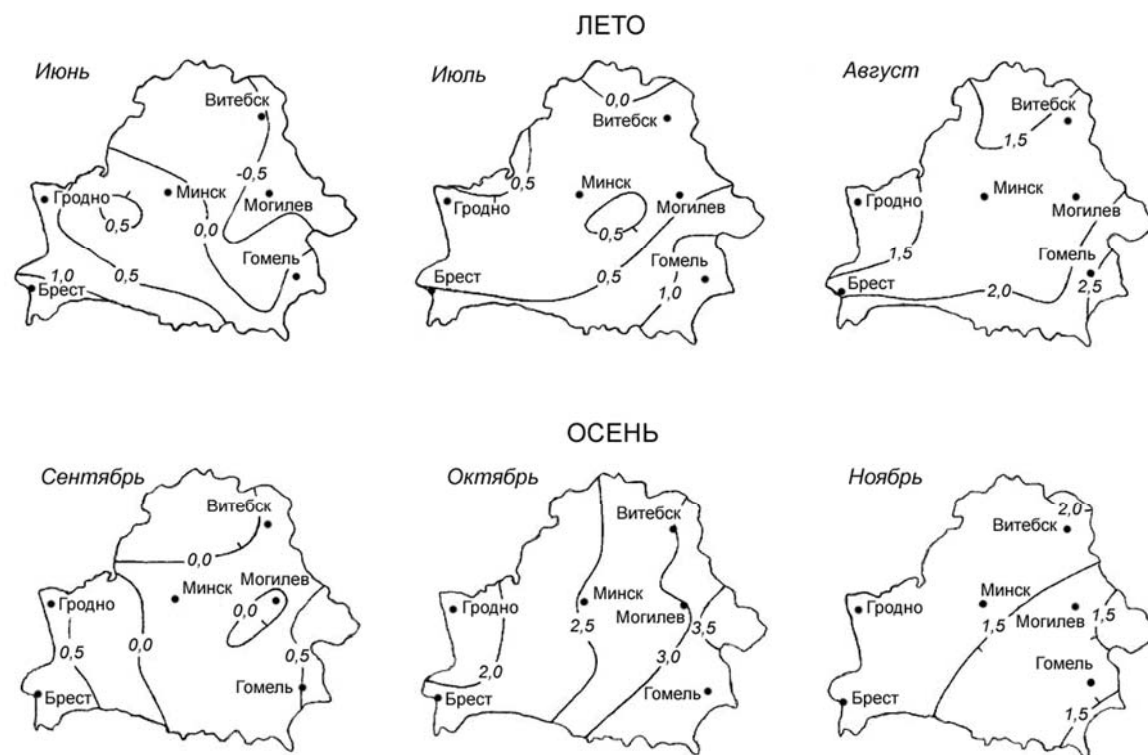 ЛЕТО
Июнь
Витебск
-0,5
Гродно
Минск
Могилев
0,5
0,0
Гомель
1,0
0,5
Брест
Июль
0,0
Витебск
0,5
Минск
Гродно
Могилев
0,5
Гомель
0,5
Брест
1,0
Август
Витебск
1,5
Минск
Гродно
Могилев
1,5
Гомель
Брест
2,0
2,5
ОСЕНЬ
Сентябрь
Витебск
0,0
Минск
Могилев
Гродно
0,0
0,0
0,5
0,5
Брест
Гомель
Октябрь
Витебск
Минск
Гродно
Могилев
2,5
3,5
3,0
2,0
Брест
Гомель
Ноябрь
2,0
Витебск
Минск
Гродно
1,5
Могилев
1,5
Гомель
Брест
1,5